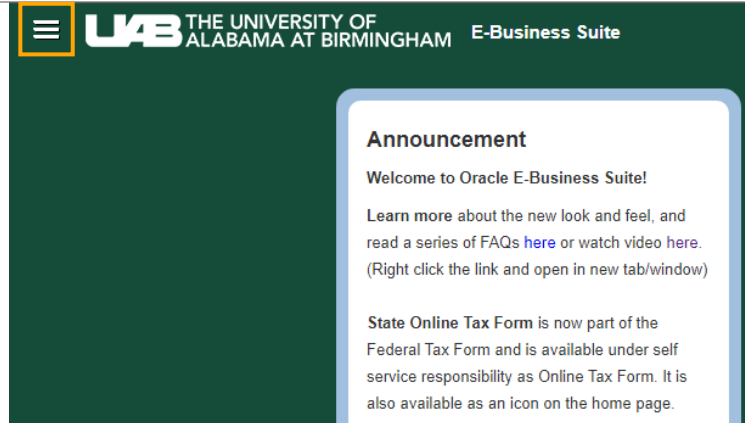 UAB THE UNIVERSITY OF
ALABAMA AT BIRMINGHAM
E-Business Suite
Announcement
Welcome to Oracle E-Business Suite!
Learn more about the new look and feel, and
read a series of FAQs here or watch video here.
(Right click the link and open in new tab/window)
State Online Tax Form is now part of the
Federal Tax Form and is available under self
service responsibility as Online Tax Form. It is
also available as an icon on the home page.